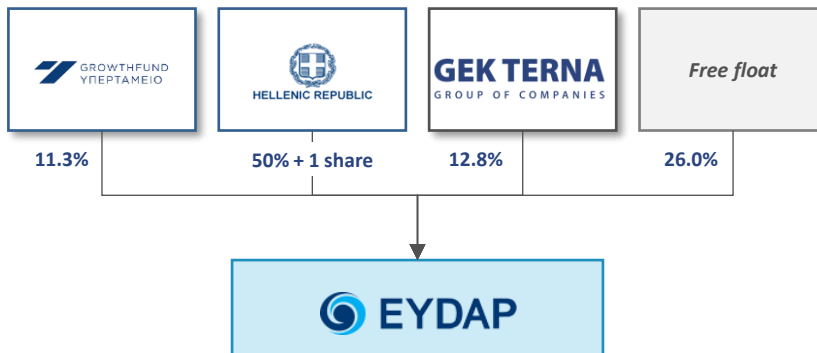 GROWTHFUND
ΥΠΕΡΤΑΜΕΙΟ
HELLENIC REPUBLIC
GEK TERNA
GROUP OF COMPANIES
Free float
11.3%
50% + 1 share
12.8%
26.0%
EYDAP